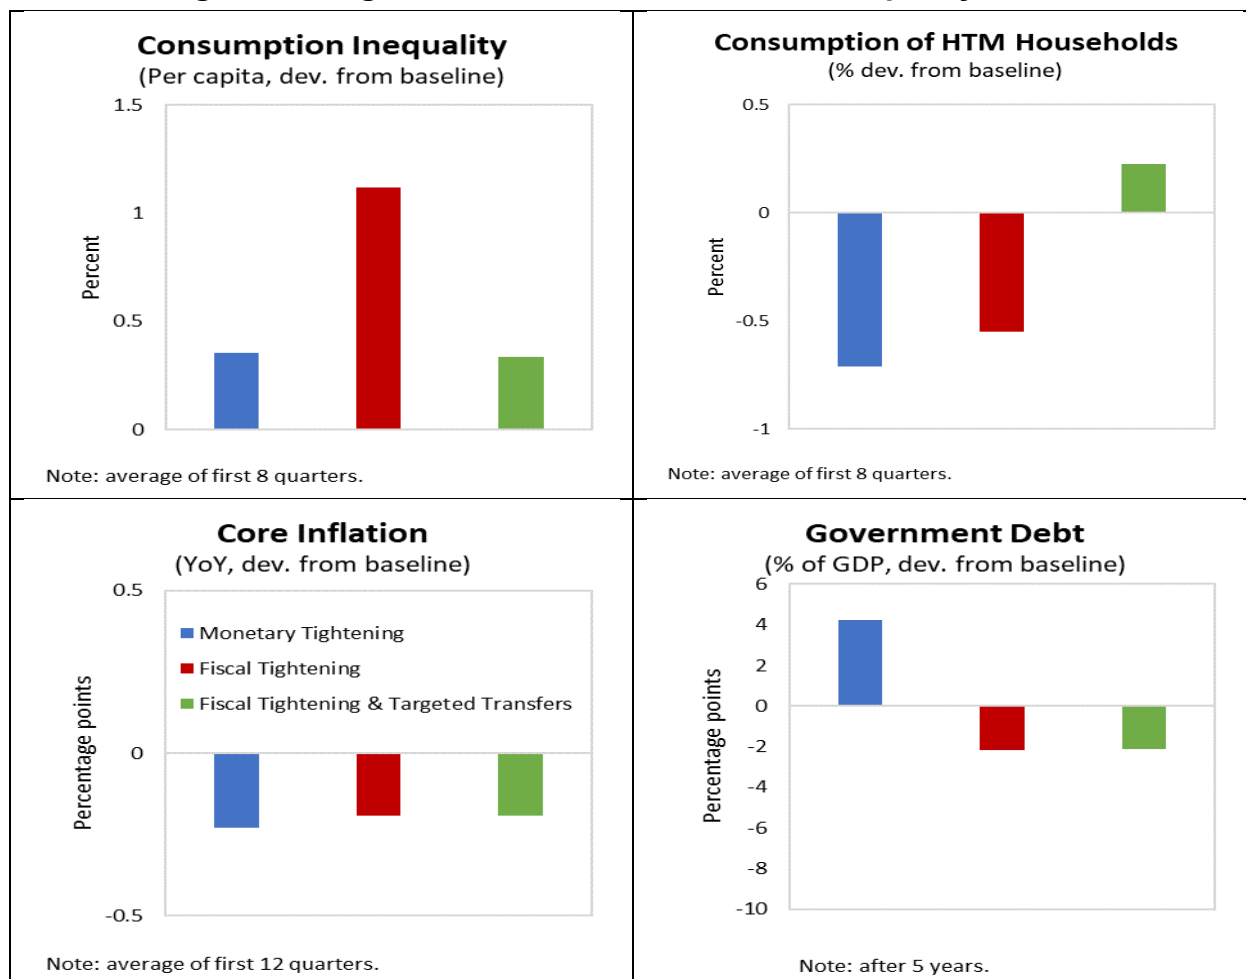 Consumption Inequality
(Per capita, dev. from baseline)
1.5
1
0.5
0
Percent
Note: average of first 8 quarters.
Consumption of HTM Households
(% dev. from baseline)
0.5
0
-0.5
-1
Percent
Note: average of first 8 quarters.
Core Inflation
(YoY, dev. from baseline)
0.5
0
-0.5
Percentage points
Monetary Tightening
Fiscal Tightening
Fiscal Tightening & Targeted Transfers
Note: average of first 12 quarters.
Government Debt
(% of GDP, dev. from baseline)
6
4
2
0
-2
-4
-6
-8
-10
Percentage points
Note: after 5 years.